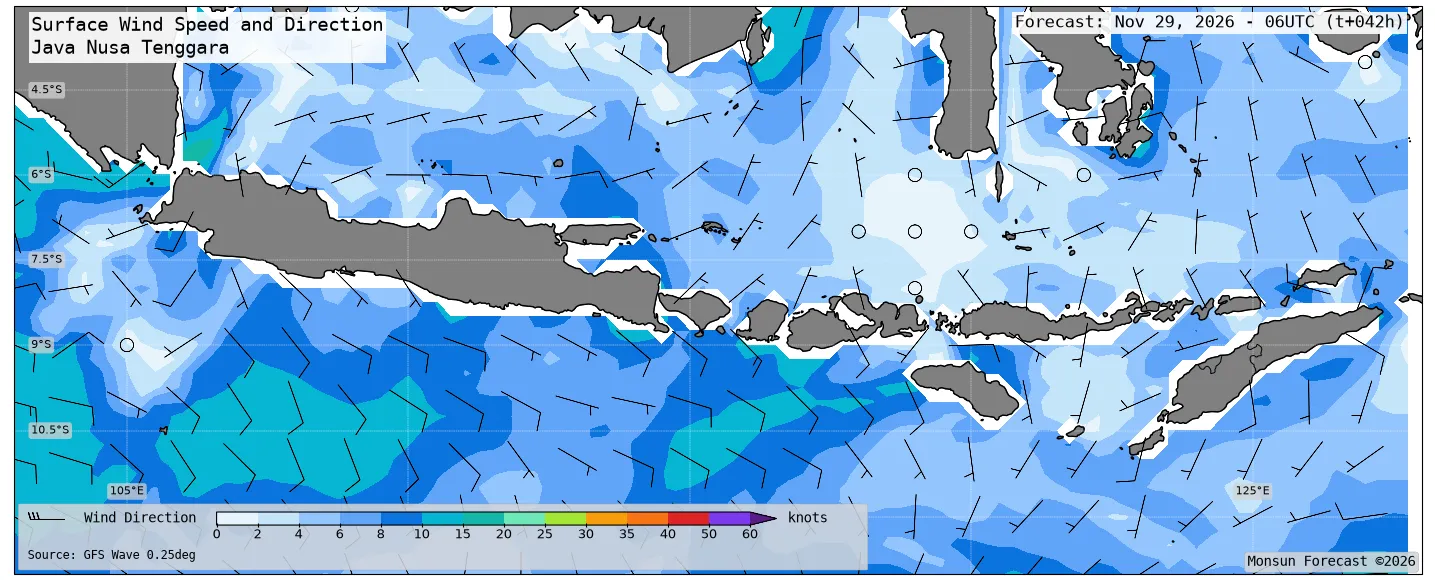 Surface Wind Speed and Direction
Java Nusa Tenggara
Forecast: Nov 29, 2026 - 06UTC (t+042h)
4.5°S
6°S
7.5°S
9°S
10.5°S
105°E
125°E
Wind Direction
0 2 4 6 8 10 15 20 25 30 35 40 50 60
knots
Source: GFS Wave 0.25deg
Monsun Forecast ©2026